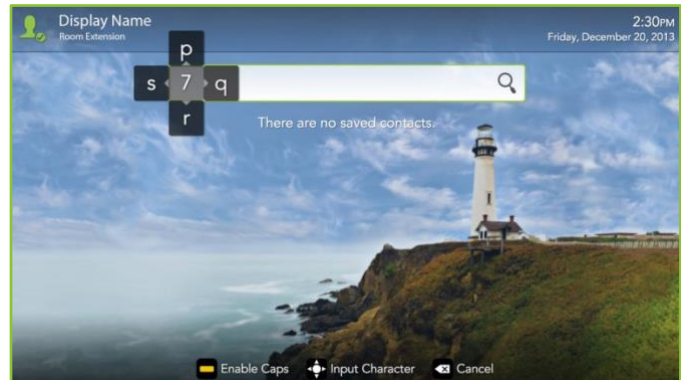 Display Name
Room Extension
2:30PM
Friday, December 20, 2013
p
s 7 q
r
There are no saved contacts.
Enable Caps Input Character Cancel